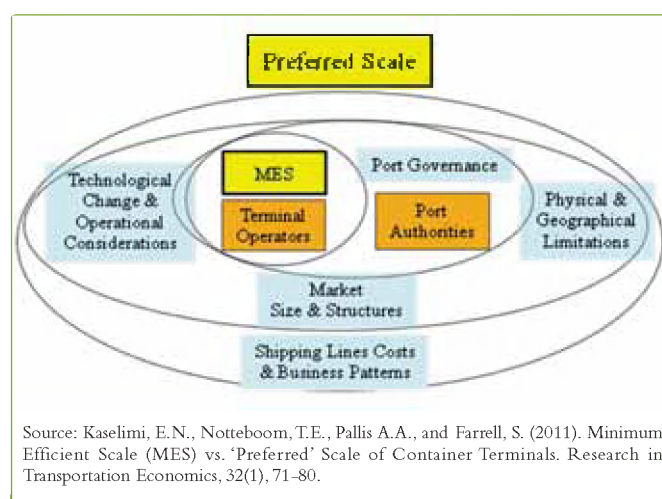 Preferred Scale
MES
Port Governance
Technological
Change &
Operational
Considerations
Terminal
Operators
Port
Authorities
Physical &
Geographical
Limitations
Market
Size & Structures
Shipping Lines Costs
& Business Patterns
Source: Kaselimi, E.N., Notteboom, T.E., Pallis A.A., and Farrell, S. (2011). Minimum
Efficient Scale (MES) vs. ‘Preferred’ Scale of Container Terminals. Research in
Transportation Economics, 32(1), 71-80.